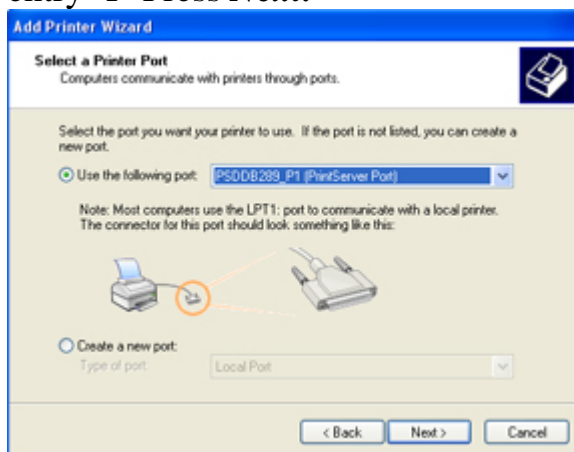 Add Printer Wizard
Select a Printer Port
Computers communicate with printers through ports.
Select the port you want your printer to use. If the port is not listed, you can create a
new port.
Use the following port: PSDDB289_P1 (PrintServer Port)
Note: Most computers use the LPT1: port to communicate with a local printer.
The connector for this port should look something like this:
Create a new port:
Type of port: Local Port
< Back Next > Cancel